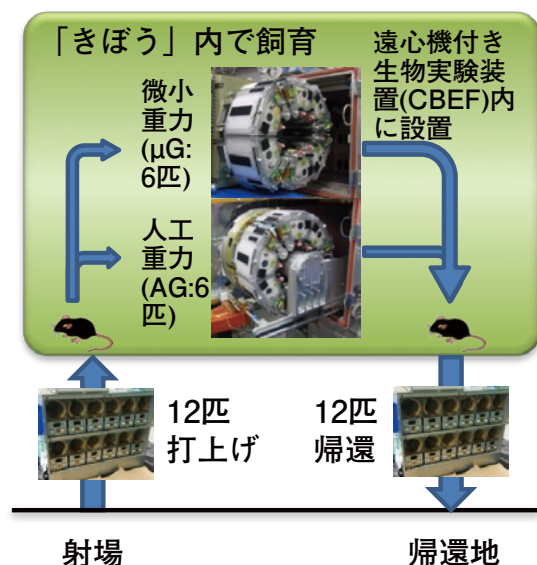 「きぼう」内で飼育
遠心機付き
生物実験装
置(CBEF)内
に設置
微小
重力
(μG:
6匹)
人工
重力
(AG:6
匹)
12匹
打上げ
12匹
帰還
射場
帰還地